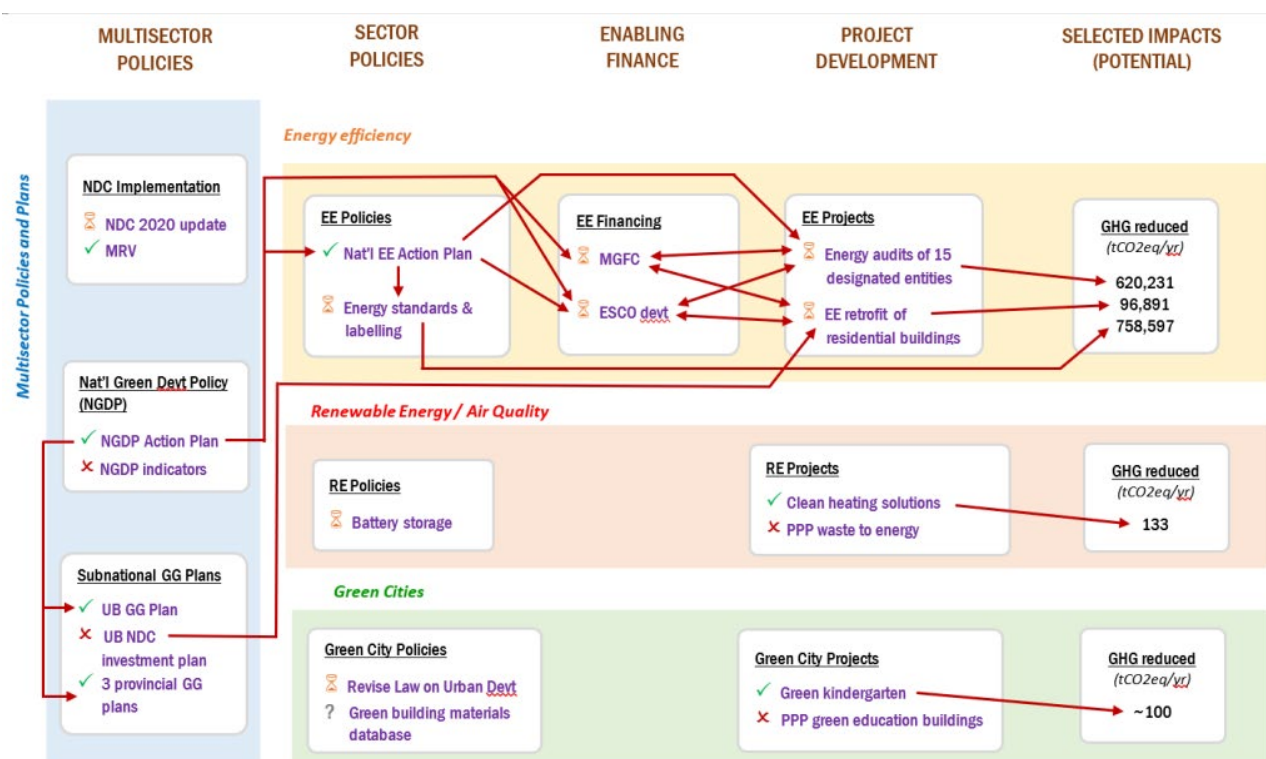 MULTISECTOR
POLICIES
SECTOR
POLICIES
ENABLING
FINANCE
PROJECT
DEVELOPMENT
SELECTED IMPACTS
(POTENTIAL)
Multisector Policies and Plans
NDC Implementation
NDC 2020 update
✓ MRV
Nat'l Green Devt Policy
(NGDP)
✓ NGDP Action Plan
✗ NGDP indicators
Subnational GG Plans
✓ UB GG Plan
✗ UB NDC
investment plan
✓ 3 provincial GG
plans
Energy efficiency
EE Policies
✓ Nat'l EE Action Plan
Energy standards &
labelling
EE Financing
MGFC
ESCO devt
EE Projects
Energy audits of 15
designated entities
EE retrofit of
residential buildings
GHG reduced
(tCO2eq/yr)
620,231
96,891
758,597
Renewable Energy / Air Quality
RE Policies
Battery storage
RE Projects
✓ Clean heating solutions
✗ PPP waste to energy
GHG reduced
(tCO2eq/yr)
133
Green Cities
Green City Policies
Revise Law on Urban Devt
? Green building materials
database
Green City Projects
✓ Green kindergarten
✗ PPP green education buildings
GHG reduced
(tCO2eq/yr)
~100